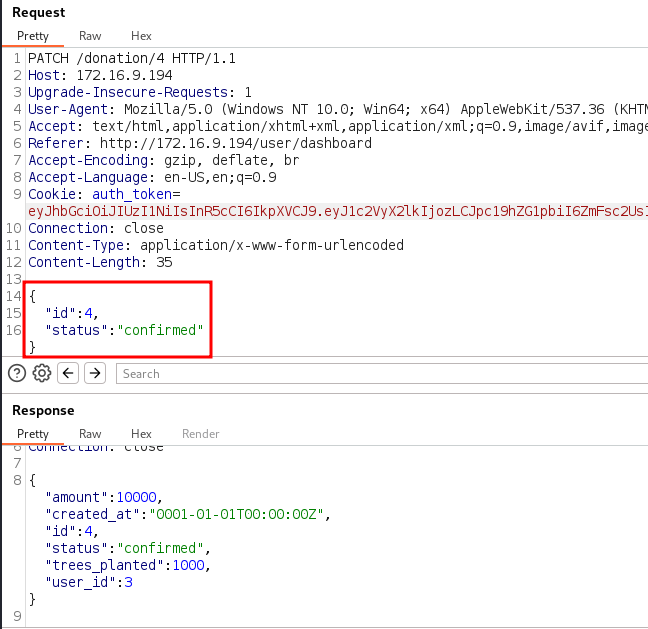 Request
Pretty Raw Hex
1 PATCH /donation/4 HTTP/1.1
2 Host: 172.16.9.194
3 Upgrade-Insecure-Requests: 1
4 User-Agent: Mozilla/5.0 (Windows NT 10.0; Win64; x64) AppleWebKit/537.36 (KHTM
5 Accept: text/html,application/xhtml+xml,application/xml;q=0.9,image/avif,image
6 Referer: http://172.16.9.194/user/dashboard
7 Accept-Encoding: gzip, deflate, br
8 Accept-Language: en-US,en;q=0.9
9 Cookie: auth_token=
eyJhbGciOiJIUzI1NiIsInR5cCI6IkpXVCJ9.eyJ1c2VyX2lkIjozLCJpc19hZG1pbiI6ZmFsc2UsI
10 Connection: close
11 Content-Type: application/x-www-form-urlencoded
12 Content-Length: 35
13
14 {
15 "id":4,
16 "status":"confirmed"
}
Search
Response
Pretty Raw Hex Render
6 Connection: close
7
8 {
"amount":10000,
"created_at":"0001-01-01T00:00:00Z",
"id":4,
"status":"confirmed",
"trees_planted":1000,
"user_id":3
}
9